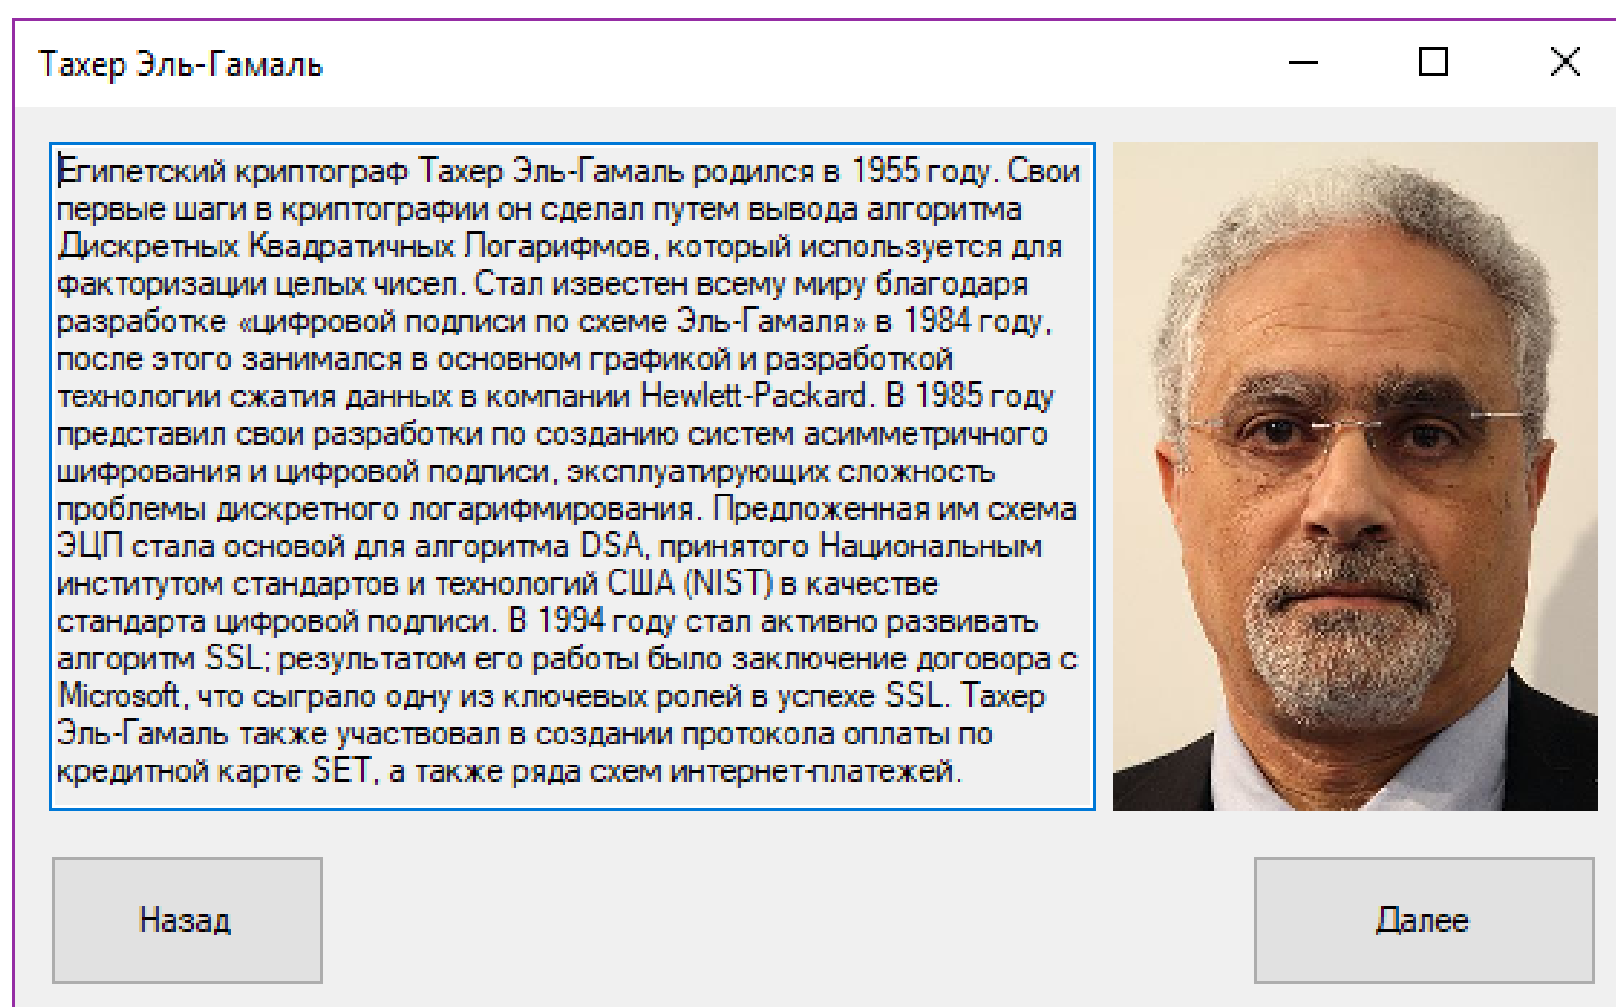 Тахер Эль-Гамаль
Египетский криптограф Тахер Эль-Гамаль родился в 1955 году. Свои
первые шаги в криптографии он сделал путем вывода алгоритма
Дискретных Квадратичных Логарифмов, который используется для
факторизации целых чисел. Стал известен всему миру благодаря
разработке «цифровой подписи по схеме Эль-Гамаля» в 1984 году,
после этого занимался в основном графикой и разработкой
технологии сжатия данных в компании Hewlett-Packard. В 1985 году
представил свои разработки по созданию систем асимметричного
шифрования и цифровой подписи, эксплуатирующих сложность
проблемы дискретного логарифмирования. Предложенная им схема
ЭЦП стала основой для алгоритма DSA, принятого Национальным
институтом стандартов и технологий США (NIST) в качестве
стандарта цифровой подписи. В 1994 году стал активно развивать
алгоритм SSL; результатом его работы было заключение договора с
Microsoft, что сыграло одну из ключевых ролей в успехе SSL. Тахер
Эль-Гамаль также участвовал в создании протокола оплаты по
кредитной карте SET, а также ряда схем интернет-платежей.
Назад
Далее